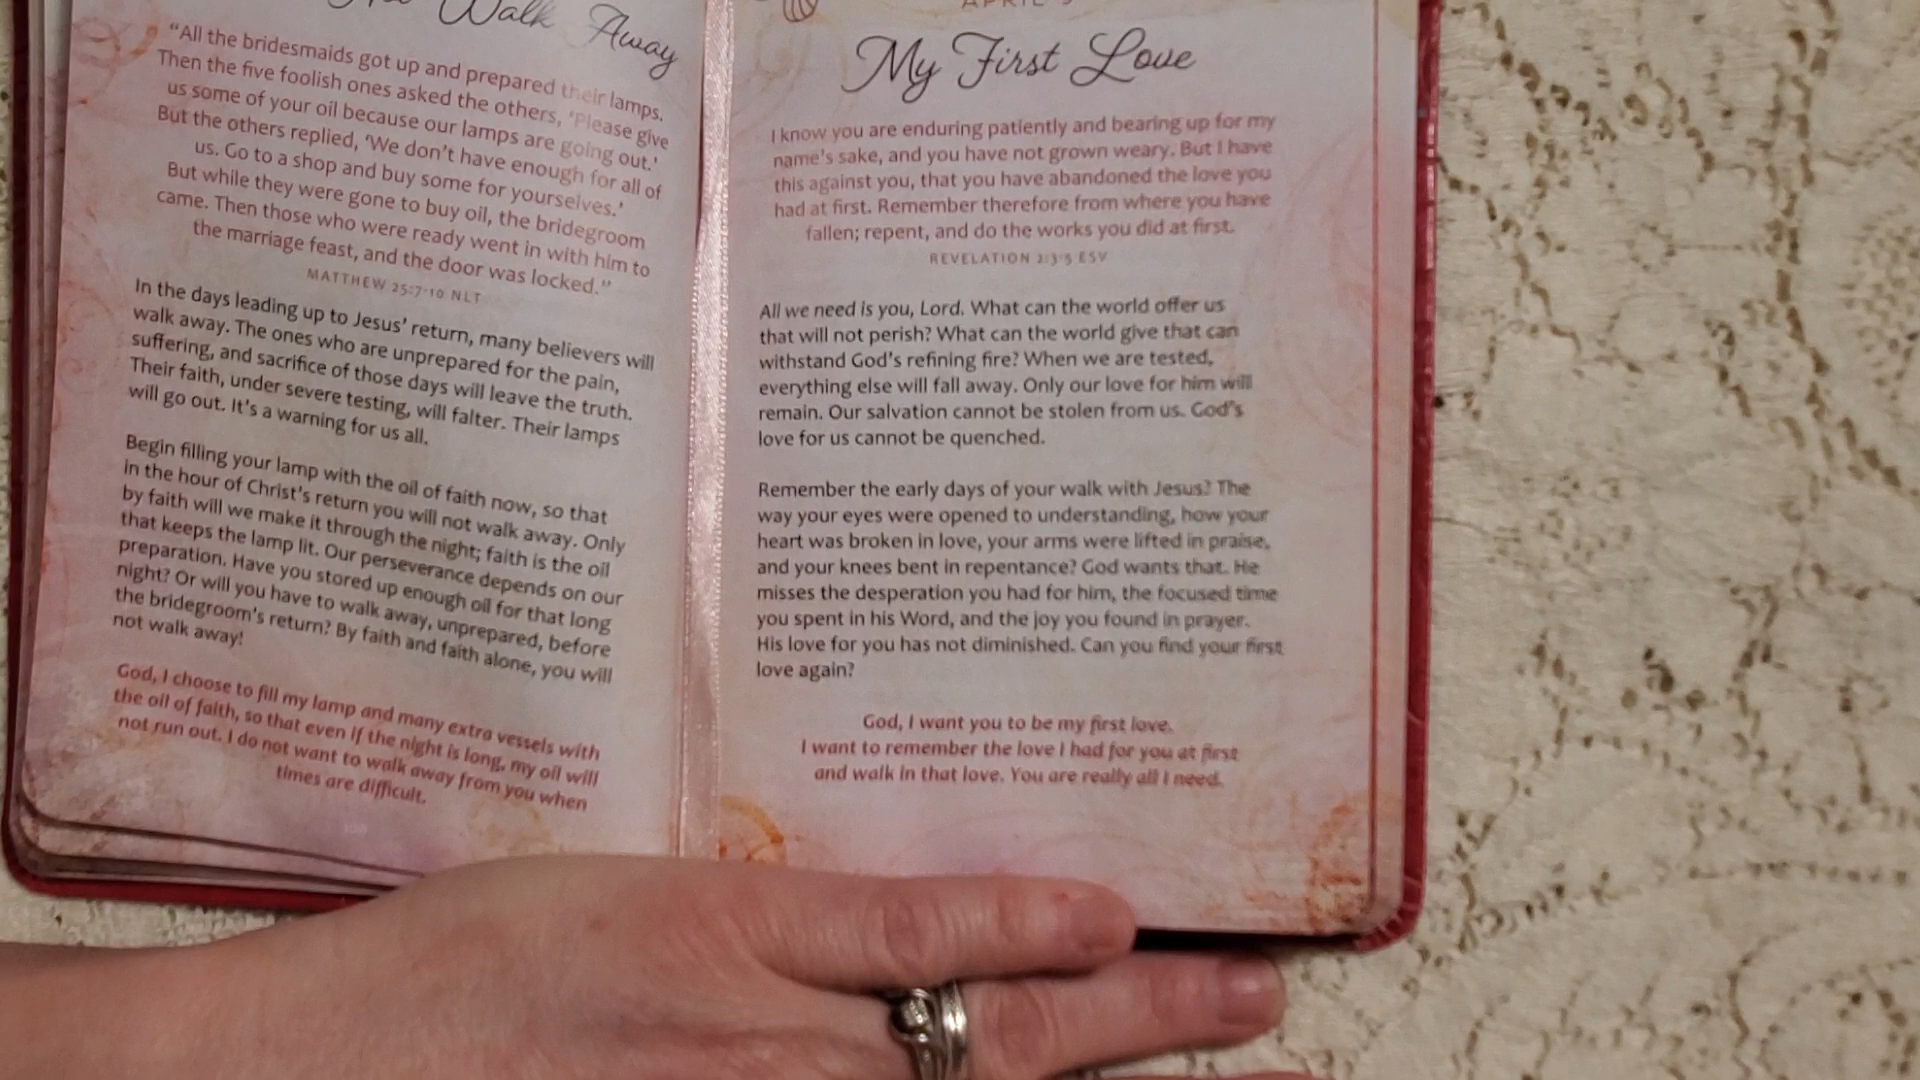 Walk Away
"All the bridesmaids got up and prepared their lamps.
Then the five foolish ones asked the others, 'Please give
us some of your oil because our lamps are going out.'
But the others replied, 'We don't have enough for all of
us. Go to a shop and buy some for yourselves.'
But while they were gone to buy oil, the bridegroom
came. Then those who were ready went in with him to
the marriage feast, and the door was locked."
MATTHEW 25:7-10 NLT
In the days leading up to Jesus' return, many believers will
walk away. The ones who are unprepared for the pain,
suffering, and sacrifice of those days will leave the truth.
Their faith, under severe testing, will falter. Their lamps
will go out. It's a warning for us all.
Begin filling your lamp with the oil of faith now, so that
in the hour of Christ's return you will not walk away. Only
by faith will we make it through the night; faith is the oil
that keeps the lamp lit. Our perseverance depends on our
preparation. Have you stored up enough oil for that long
night? Or will you have to walk away, unprepared, before
the bridegroom's return? By faith and faith alone, you will
not walk away!
God, I choose to fill my lamp and many extra vessels with
the oil of faith, so that even if the night is long, my oil will
not run out. I do not want to walk away from you when
times are difficult.
APRIL
My First Love
I know you are enduring patiently and bearing up for my
name's sake, and you have not grown weary. But I have
this against you, that you have abandoned the love you
had at first. Remember therefore from where you have
fallen; repent, and do the works you did at first.
REVELATION 2:3-5 ESV
All we need is you, Lord. What can the world offer us
that will not perish? What can the world give that can
withstand God's refining fire? When we are tested,
everything else will fall away. Only our love for him will
remain. Our salvation cannot be stolen from us. God's
love for us cannot be quenched.
Remember the early days of your walk with Jesus? The
way your eyes were opened to understanding, how your
heart was broken in love, your arms were lifted in praise,
and your knees bent in repentance? God wants that. He
misses the desperation you had for him, the focused time
you spent in his Word, and the joy you found in prayer.
His love for you has not diminished. Can you find your first
love again?
God, I want you to be my first love.
I want to remember the love I had for you at first
and walk in that love. You are really all I need.